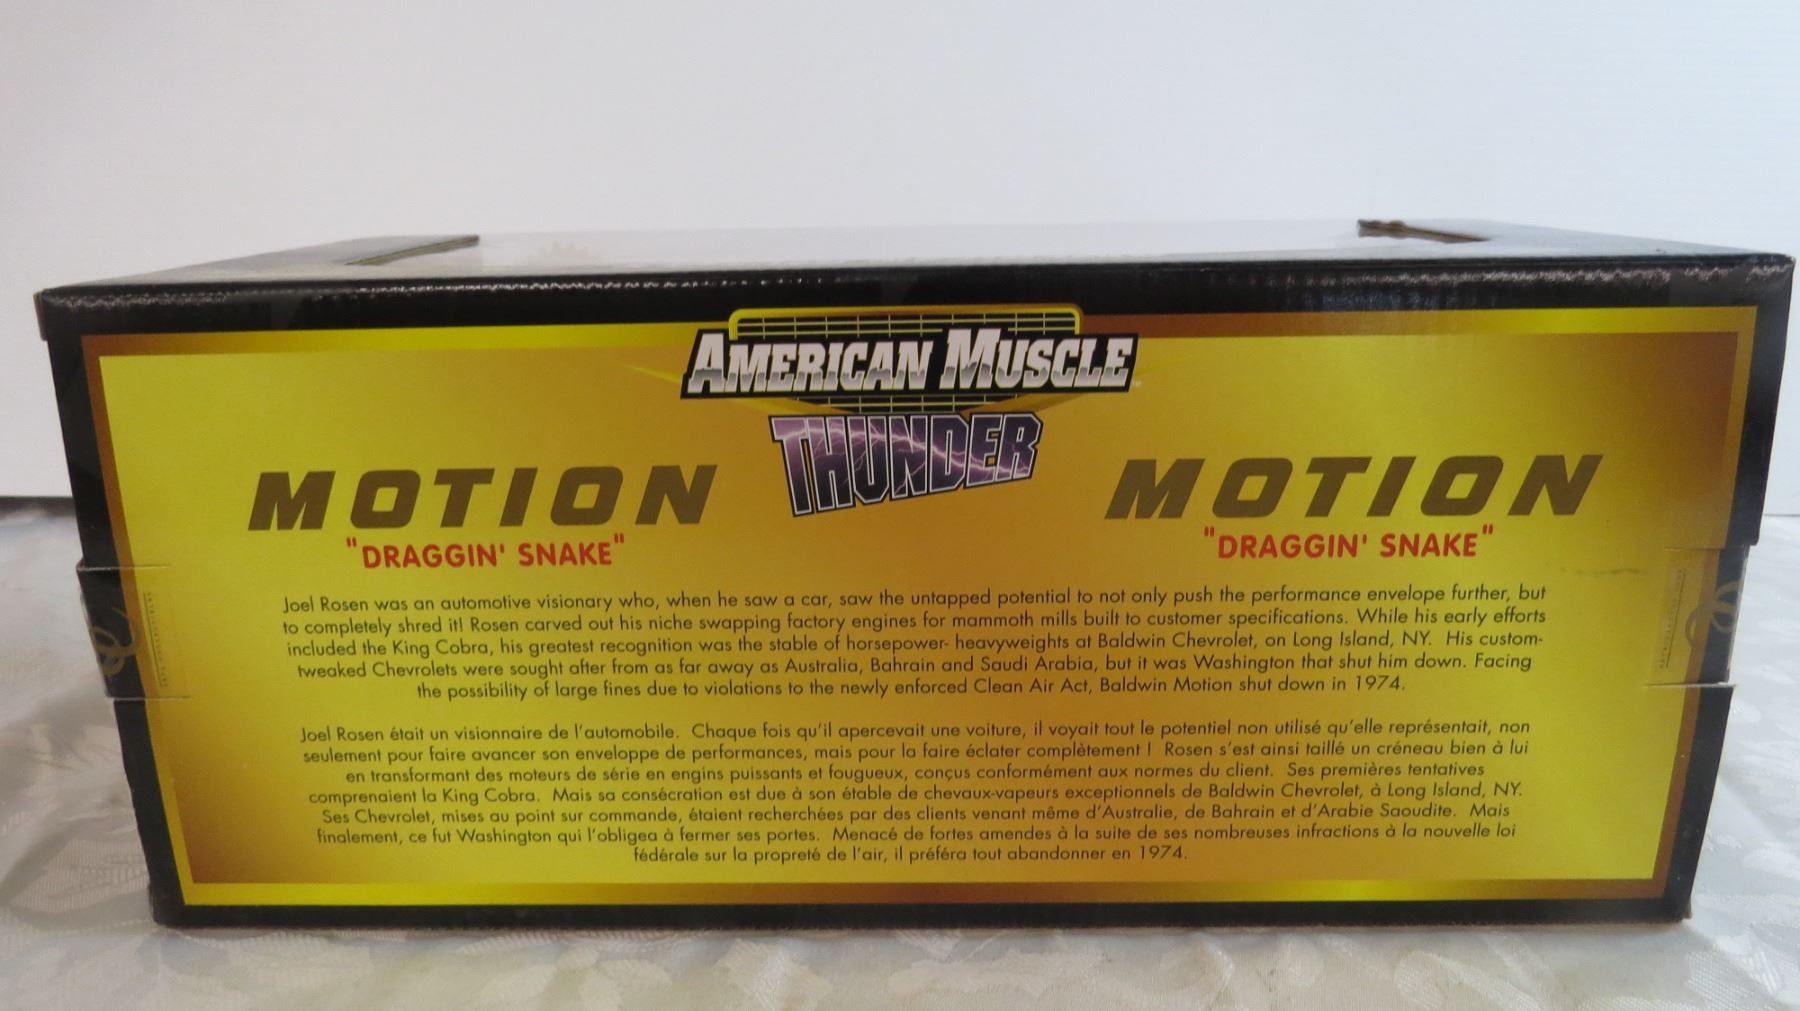 AMERICAN MUSCLE
THUNDER
MOTION MOTION
"DRAGGIN' SNAKE" "DRAGGIN' SNAKE"
Joel Rosen was an automotive visionary who, when he saw a car, saw the untapped potential to not only push the performance envelope further, but
to completely shred it! Rosen carved out his niche swapping factory engines for mammoth mills built to customer specifications. While his early efforts
included the King Cobra, his greatest recognition was the stable of horsepower- heavyweights at Baldwin Chevrolet, on Long Island, NY. His custom-
tweaked Chevrolets were sought after from as far away as Australia, Bahrain and Saudi Arabia, but it was Washington that shut him down. Facing
the possibility of large fines due to violations to the newly enforced Clean Air Act, Baldwin Motion shut down in 1974.
Joel Rosen était un visionnaire de l'automobile. Chaque fois qu'il apercevait une voiture, il voyait tout le potentiel non utilisé qu'elle représentait, non
seulement pour faire avancer son enveloppe de performances, mais pour la faire éclater complètement ! Rosen s'est ainsi taillé un créneau bien à lui
en transformant des moteurs de série en engins puissants et fougueux, conçus conformément aux normes du client. Ses premières tentatives
comprenaient la King Cobra. Mais sa consécration est due à son étable de chevaux-vapeurs exceptionnels de Baldwin Chevrolet, à Long Island, NY.
Ses Chevrolet, mises au point sur commande, étaient recherchées par des clients venant même d'Australie, de Bahrain et d'Arabie Saoudite. Mais
finalement, ce fut Washington qui l'obligea à fermer ses portes. Menacé de fortes amendes à la suite de ses nombreuses infractions à la nouvelle loi
fédérale sur la propreté de l'air, il préféra tout abandonner en 1974.